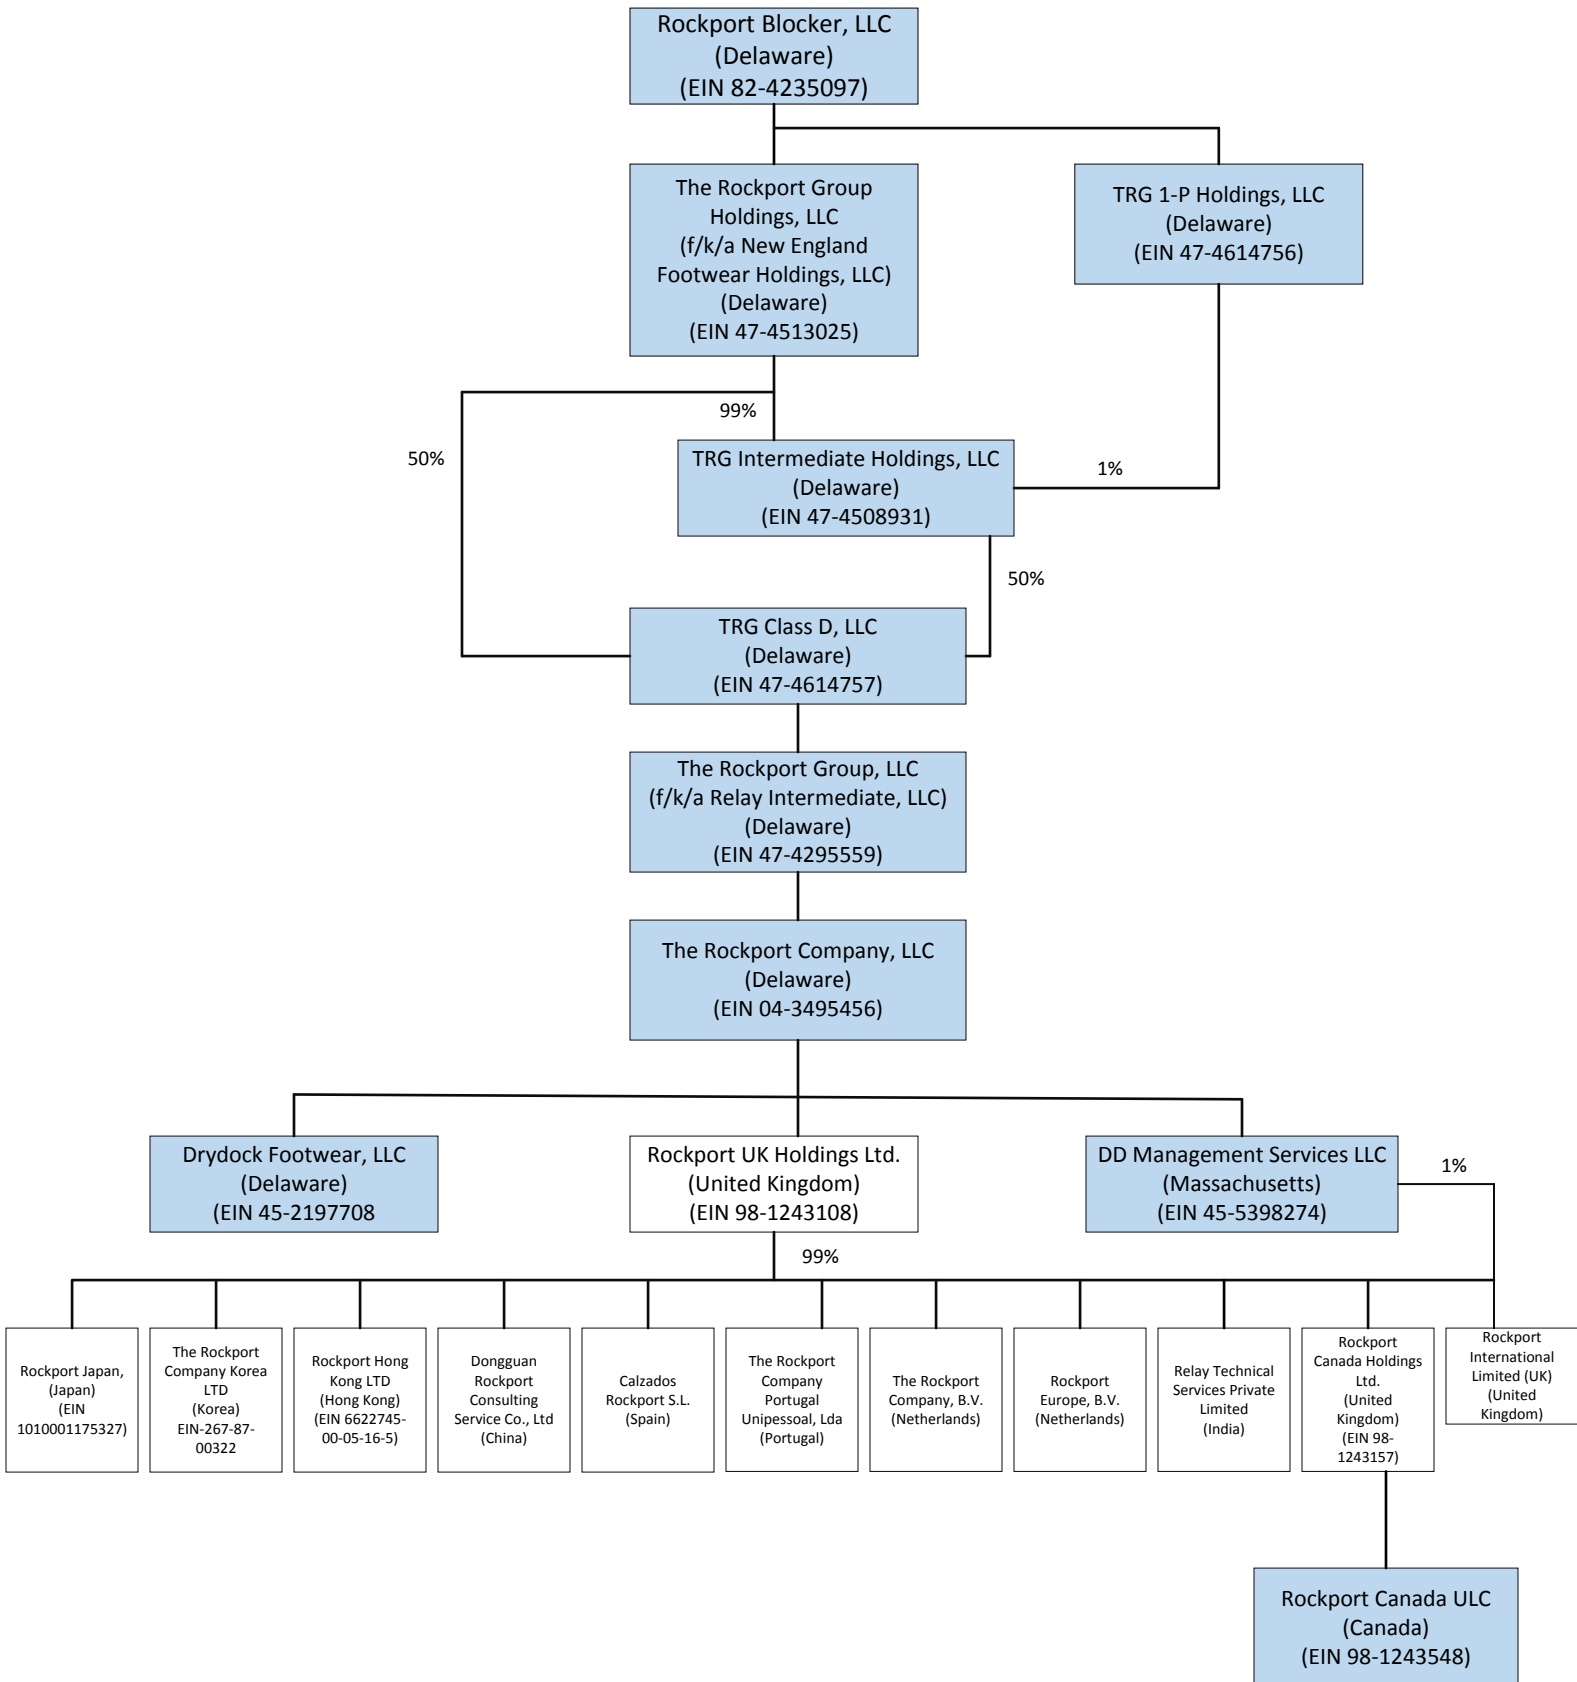 Rockport Blocker, LLC
(Delaware)
(EIN 82-4235097)
The Rockport Group
Holdings, LLC
(f/k/a New England
Footwear Holdings, LLC)
(Delaware)
(EIN 47-4513025)
TRG 1-P Holdings, LLC
(Delaware)
(EIN 47-4614756)
99%
50%
TRG Intermediate Holdings, LLC
(Delaware)
(EIN 47-4508931)
1%
50%
TRG Class D, LLC
(Delaware)
(EIN 47-4614757)
The Rockport Group, LLC
(f/k/a Relay Intermediate, LLC)
(Delaware)
(EIN 47-4295559)
The Rockport Company, LLC
(Delaware)
(EIN 04-3495456)
Drydock Footwear, LLC
(Delaware)
(EIN 45-2197708
Rockport UK Holdings Ltd.
(United Kingdom)
(EIN 98-1243108)
DD Management Services LLC
(Massachusetts)
(EIN 45-5398274)
1%
99%
Rockport Japan,
(Japan)
(EIN
1010001175327)
The Rockport
Company Korea
LTD
(Korea)
EIN-267-87-
00322
Rockport Hong
Kong LTD
(Hong Kong)
(EIN 6622745-
00-05-16-5)
Dongguan
Rockport
Consulting
Service Co., Ltd
(China)
Calzados
Rockport S.L.
(Spain)
The Rockport
Company
Portugal
Unipessoal, Lda
(Portugal)
The Rockport
Company, B.V.
(Netherlands)
Rockport
Europe, B.V.
(Netherlands)
Relay Technical
Services Private
Limited
(India)
Rockport
Canada Holdings
Ltd.
(United
Kingdom)
(EIN 98-
1243157)
Rockport
International
Limited (UK)
(United
Kingdom)
Rockport Canada ULC
(Canada)
(EIN 98-1243548)